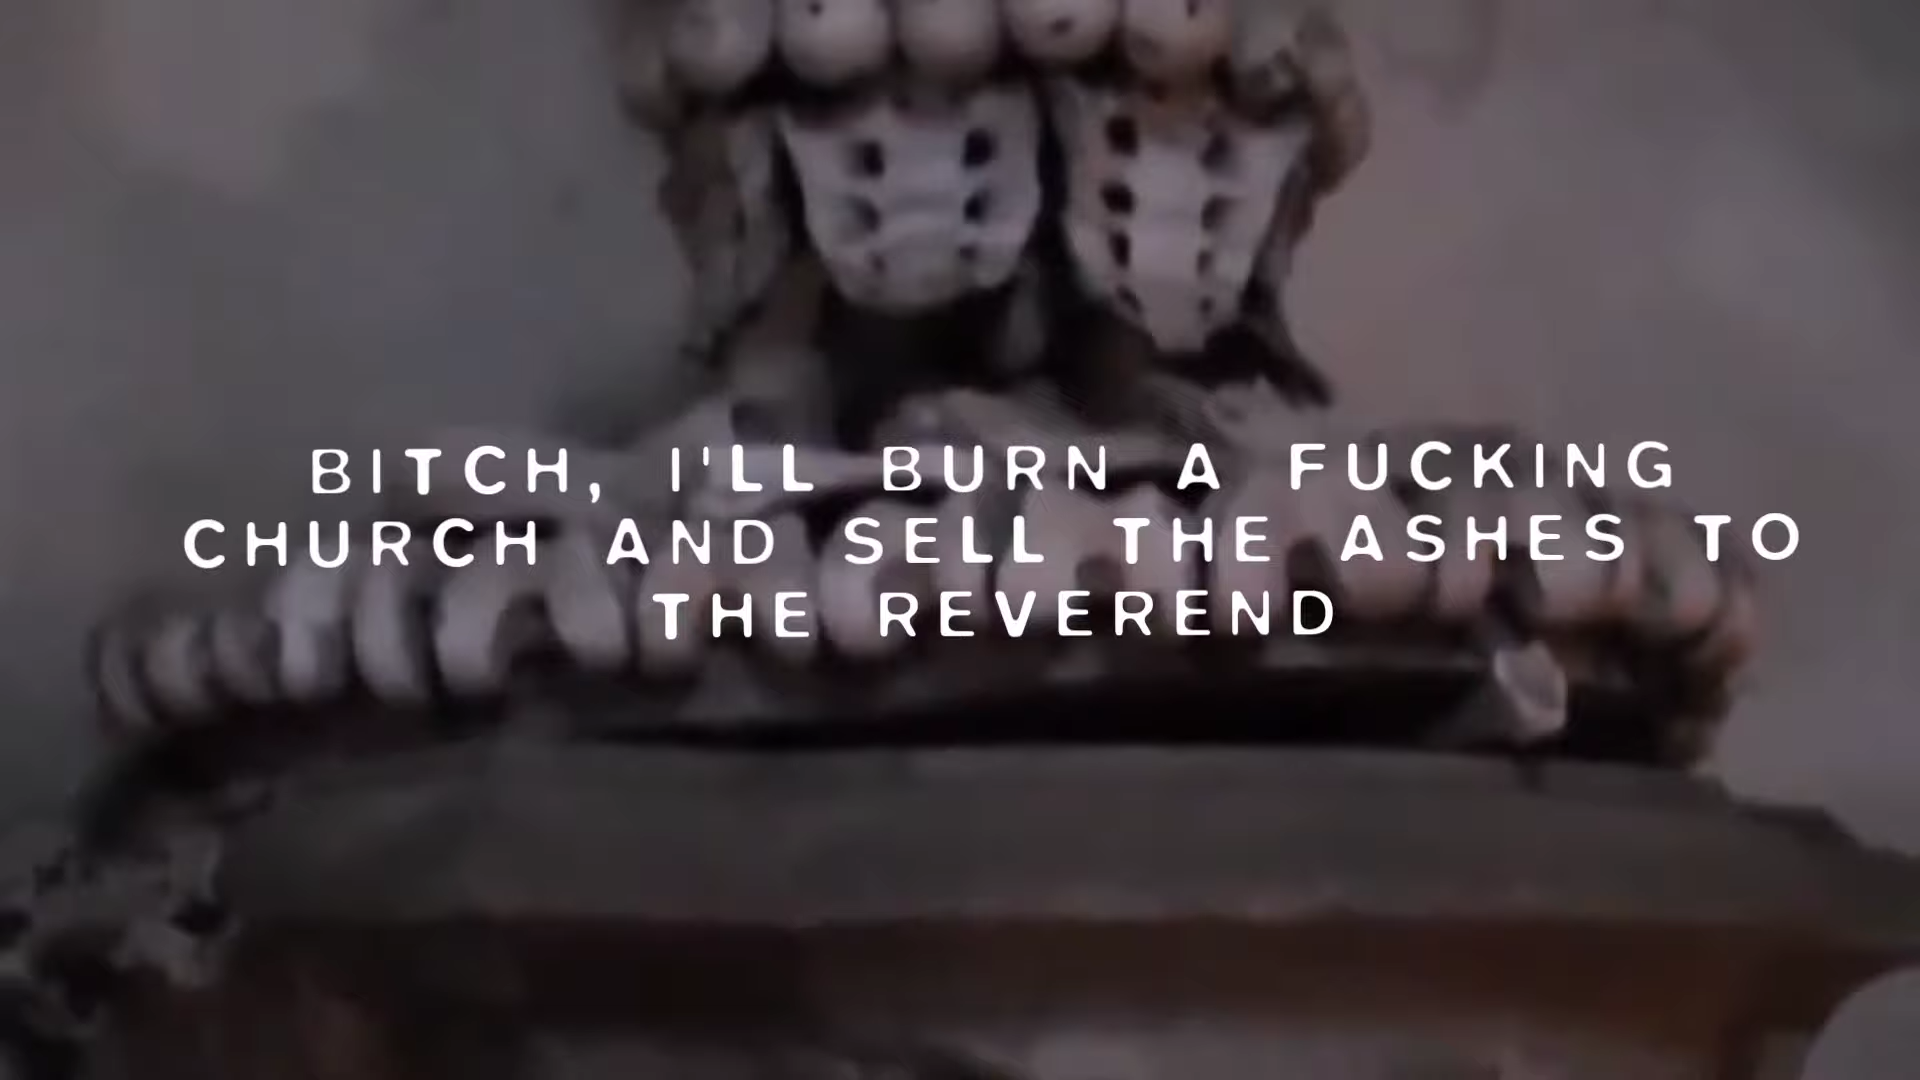 BITCH, I'LL BURN A FUCKING
CHURCH AND SELL THE ASHES TO
THE REVEREND